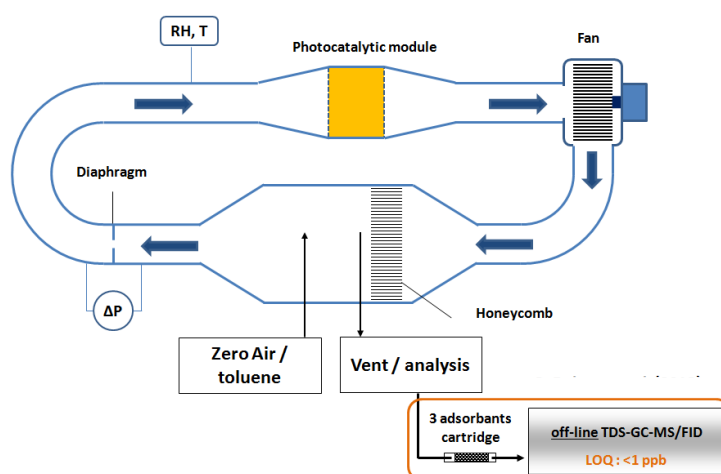 RH, T
Photocatalytic module
Fan
Diaphragm
ΔP
Honeycomb
Zero Air /
toluene
Vent / analysis
3 adsorbants
cartridge
off-line TDS-GC-MS/FID
LOQ : <1 ppb